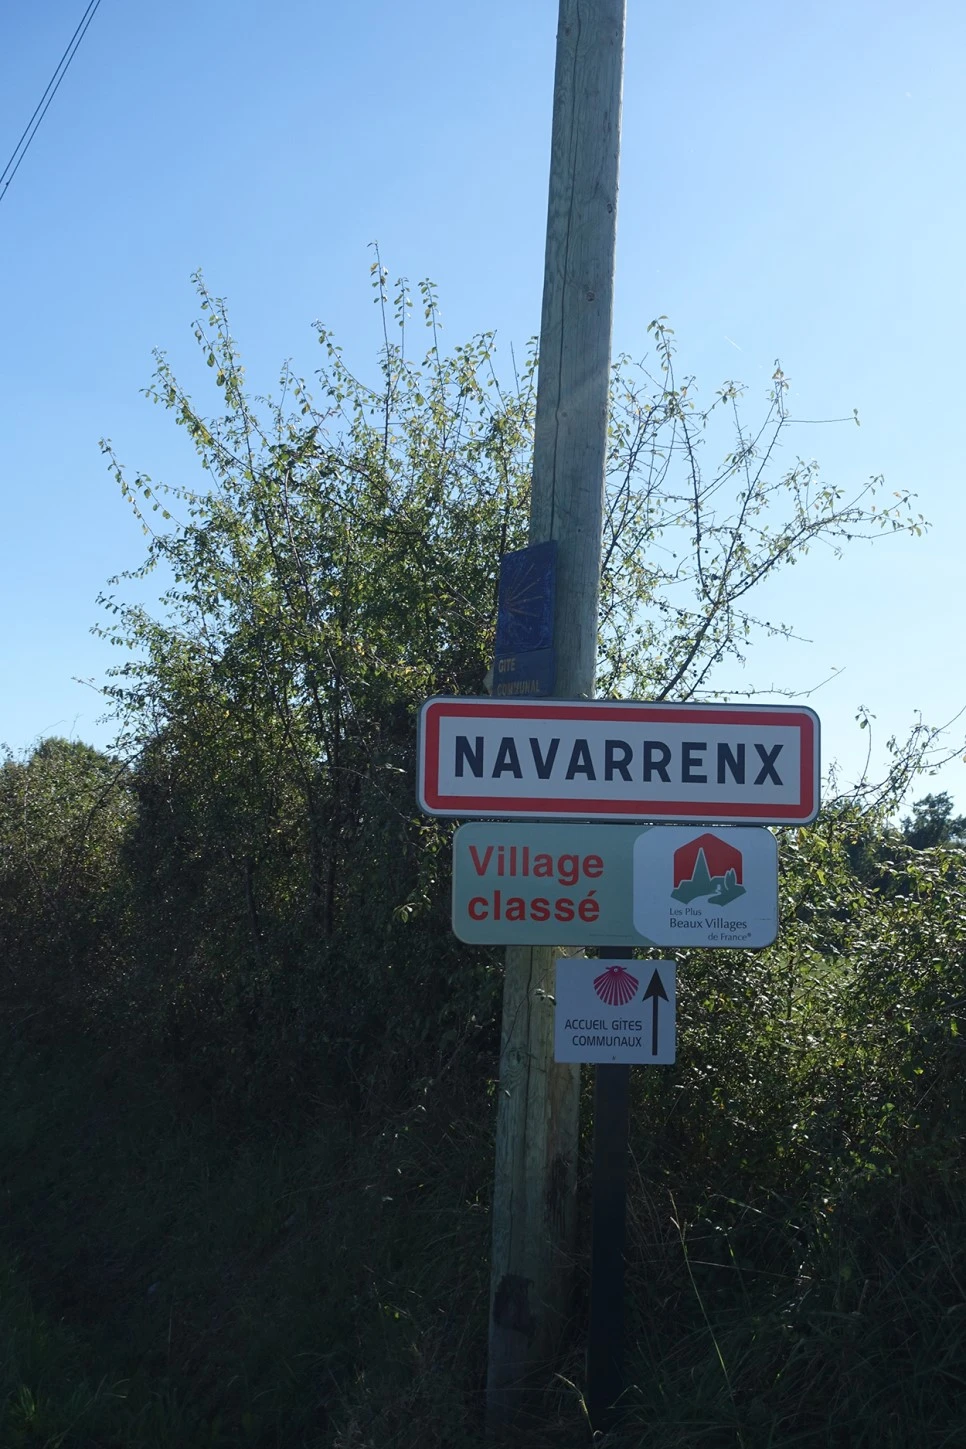 GITE
COMMUNAL
NAVARRENX
Village
classé
Les Plus
Beaux Villages
de France®
ACCUEIL GÎTES
COMMUNAUX